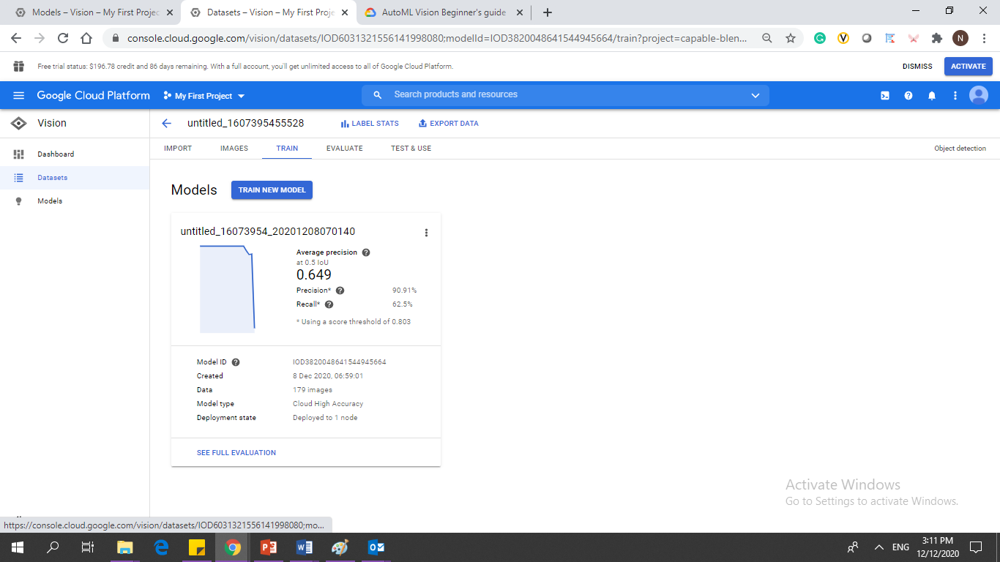 Models – Vision – My First Projec
Datasets – Vision – My First Proje
AutoML Vision Beginner's guide
console.cloud.google.com/vision/datasets/IOD6031321556141998080;modelId=IOD3820048641544945664/train?project=capable-blen...
N
Free trial status: $196.78 credit and 86 days remaining. With a full account, you'll get unlimited access to all of Google Cloud Platform.
DISMISS
ACTIVATE
Google Cloud Platform
My First Project
Search products and resources
Vision
untitled_1607395455528
LABEL STATS
EXPORT DATA
Dashboard
Datasets
Models
IMPORT
IMAGES
TRAIN
EVALUATE
TEST & USE
Object detection
Models
TRAIN NEW MODEL
untitled_16073954_20201208070140
Average precision
at 0.5 IoU
0.649
Precision* 90.91%
Recall* 62.5%
* Using a score threshold of 0.803
Model ID IOD3820048641544945664
Created 8 Dec 2020, 06:59:01
Data 179 images
Model type Cloud High Accuracy
Deployment state Deployed to 1 node
SEE FULL EVALUATION
Activate Windows
Go to Settings to activate Windows.
https://console.cloud.google.com/vision/datasets/IOD6031321556141998080;mo...
ENG
3:11 PM
12/12/2020